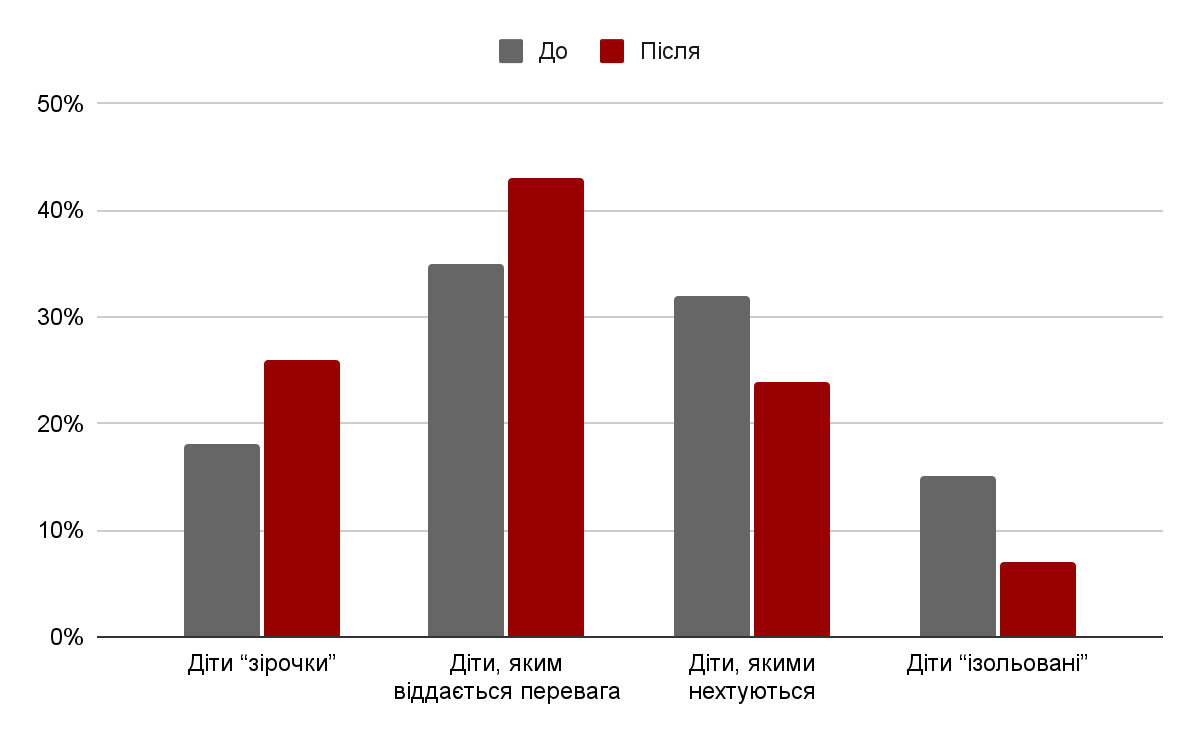 До
Після
50%
40%
30%
20%
10%
0%
Діти “зірочки”
Діти, яким
віддається перевага
Діти, якими
нехтуються
Діти “ізольовані”